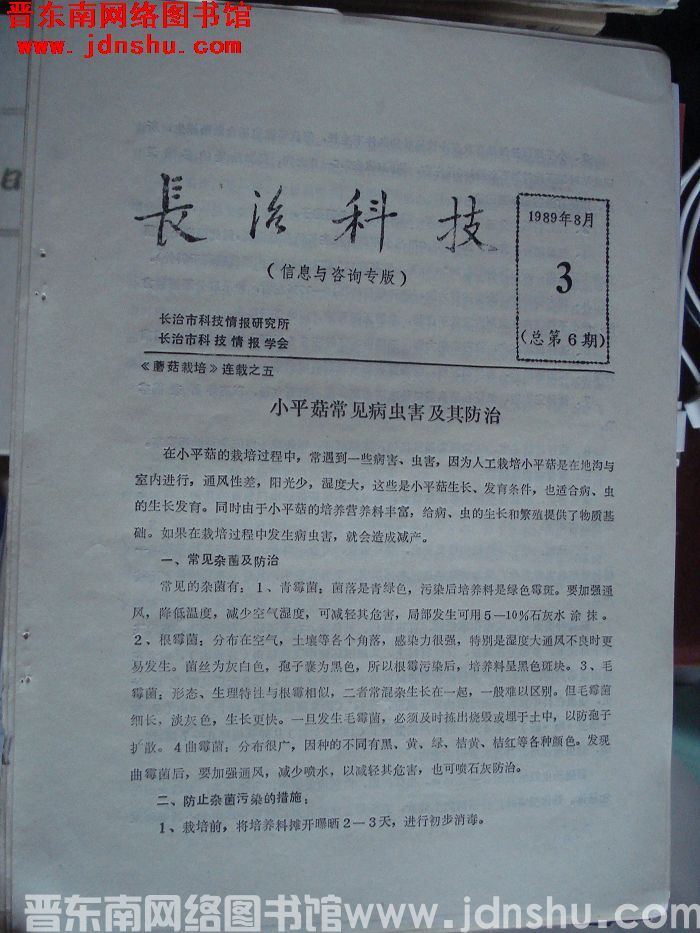 晋东南网络图书馆
www.jdnshu.com
長治科技
(信息与咨询专版)
1989年8月
3
(总第6期)
长治市科技情报研究所
长治市科技情报学会
《蘑菇栽培》连载之五
小平菇常见病虫害及其防治
在小平菇的栽培过程中，常遇到一些病害、虫害，因为人工栽培小平菇是在地沟与
室内进行，通风性差，阳光少，湿度大，这些是小平菇生长、发育条件，也适合病、虫
的生长发育。同时由于小平菇的培养营养料丰富，给病、虫的生长和繁殖提供了物质基
础。如果在栽培过程中发生病虫害，就会造成减产。
一、常见杂菌及防治
常见的杂菌有：1、青霉菌：菌落是青绿色，污染后培养料是绿色霉斑。要加强通
风，降低温度，减少空气湿度，可减轻其危害，局部发生可用5—10%石灰水涂抹。
2、根霉菌：分布在空气，土壤等各个角落，感染力很强，特别是湿度大通风不良时更
易发生。菌丝为灰白色，孢子囊为黑色，所以根霉污染后，培养料呈黑色斑块。3、毛
霉菌：形态、生理特性与根霉相似，二者常混杂生长在一起，一般难以区别。但毛霉菌
细长，淡灰色，生长更快。一旦发生毛霉菌，必须及时拣出烧毁或埋于土中，以防孢子
扩散。4曲霉菌：分布很广，因种的不同有黑、黄、绿、桔黄、桔红等各种颜色。发现
曲霉菌后，要加强通风，减少喷水，以减轻其危害，也可喷石灰防治。
二、防止杂菌污染的措施：
1、栽培前，将培养料摊开曝晒2—3天，进行初步消毒。
晋东南网络图书馆www.jdnshu.com